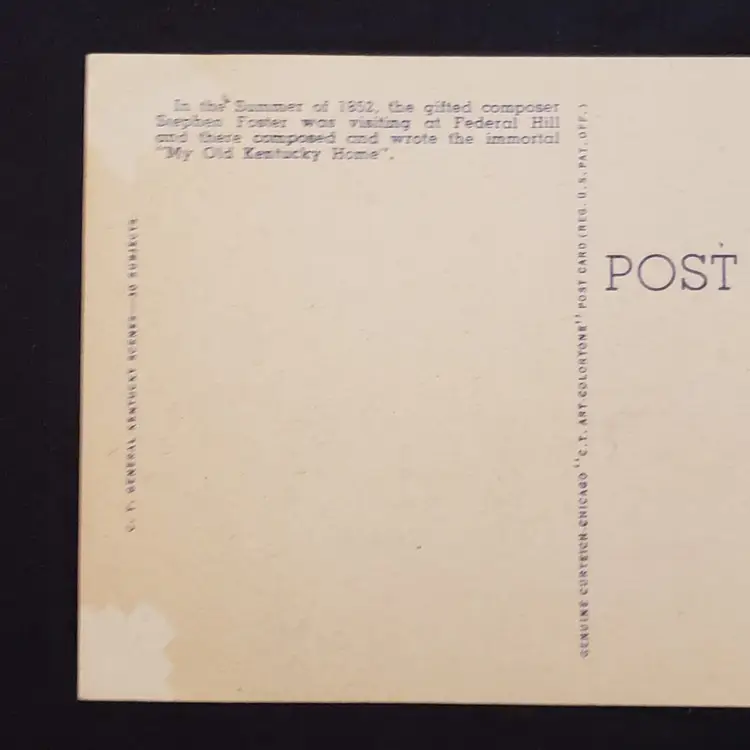 In the Summer of 1852, the gifted composer
Stephen Foster was visiting at Federal Hill
and there composed and wrote the immortal
"My Old Kentucky Home".
C. T. GENERAL KENTUCKY SCENES—30 SUBJECTS
GENUINE CURTEICH-CHICAGO "C.T. ART-COLORTONE" POST CARD (REG. U.S. PAT. OFF.)
POST